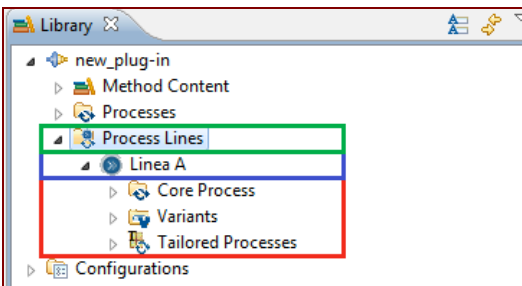 Library
new_plug-in
Method Content
Processes
Process Lines
Linea A
Core Process
Variants
Tailored Processes
Configurations